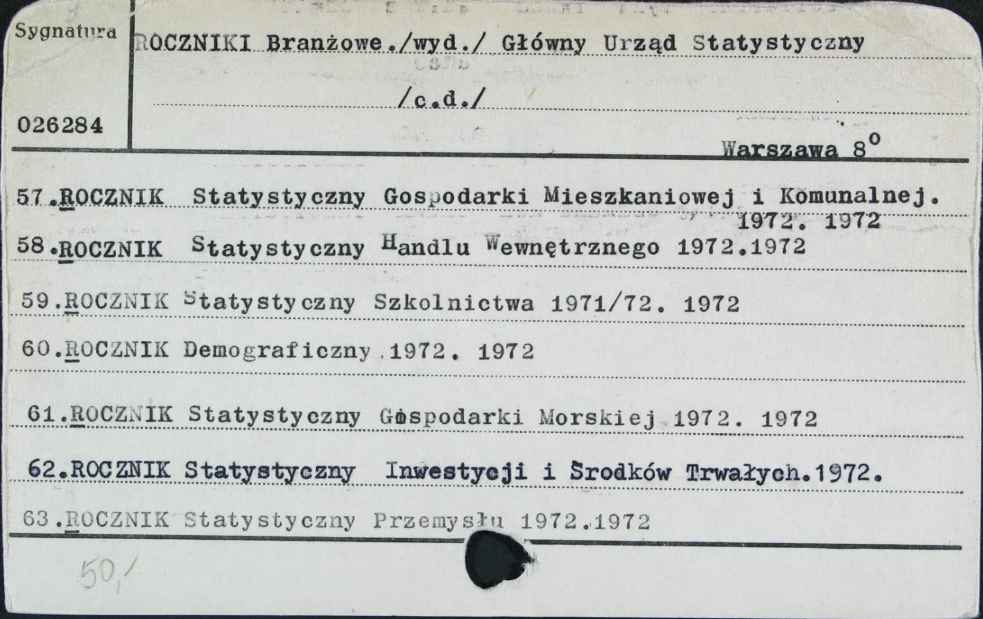 Sygnatura
ROCZNIKI Branżowe./wyd./ Główny Urząd Statystyczny
/c.d./
026284
Warszawa 8o
57.ROCZNIK Statystyczny Gospodarki Mieszkaniowej i Komunalnej.
1972. 1972
58.ROCZNIK Statystyczny Handlu Wewnętrznego 1972.1972
59.ROCZNIK Statystyczny Szkolnictwa 1971/72. 1972
60.ROCZNIK Demograficzny 1972. 1972
61.ROCZNIK Statystyczny Gospodarki Morskiej 1972. 1972
62.ROCZNIK Statystyczny Inwestycji i Środków Trwałych.1972.
63.ROCZNIK Statystyczny Przemysłu 1972.1972
50,/